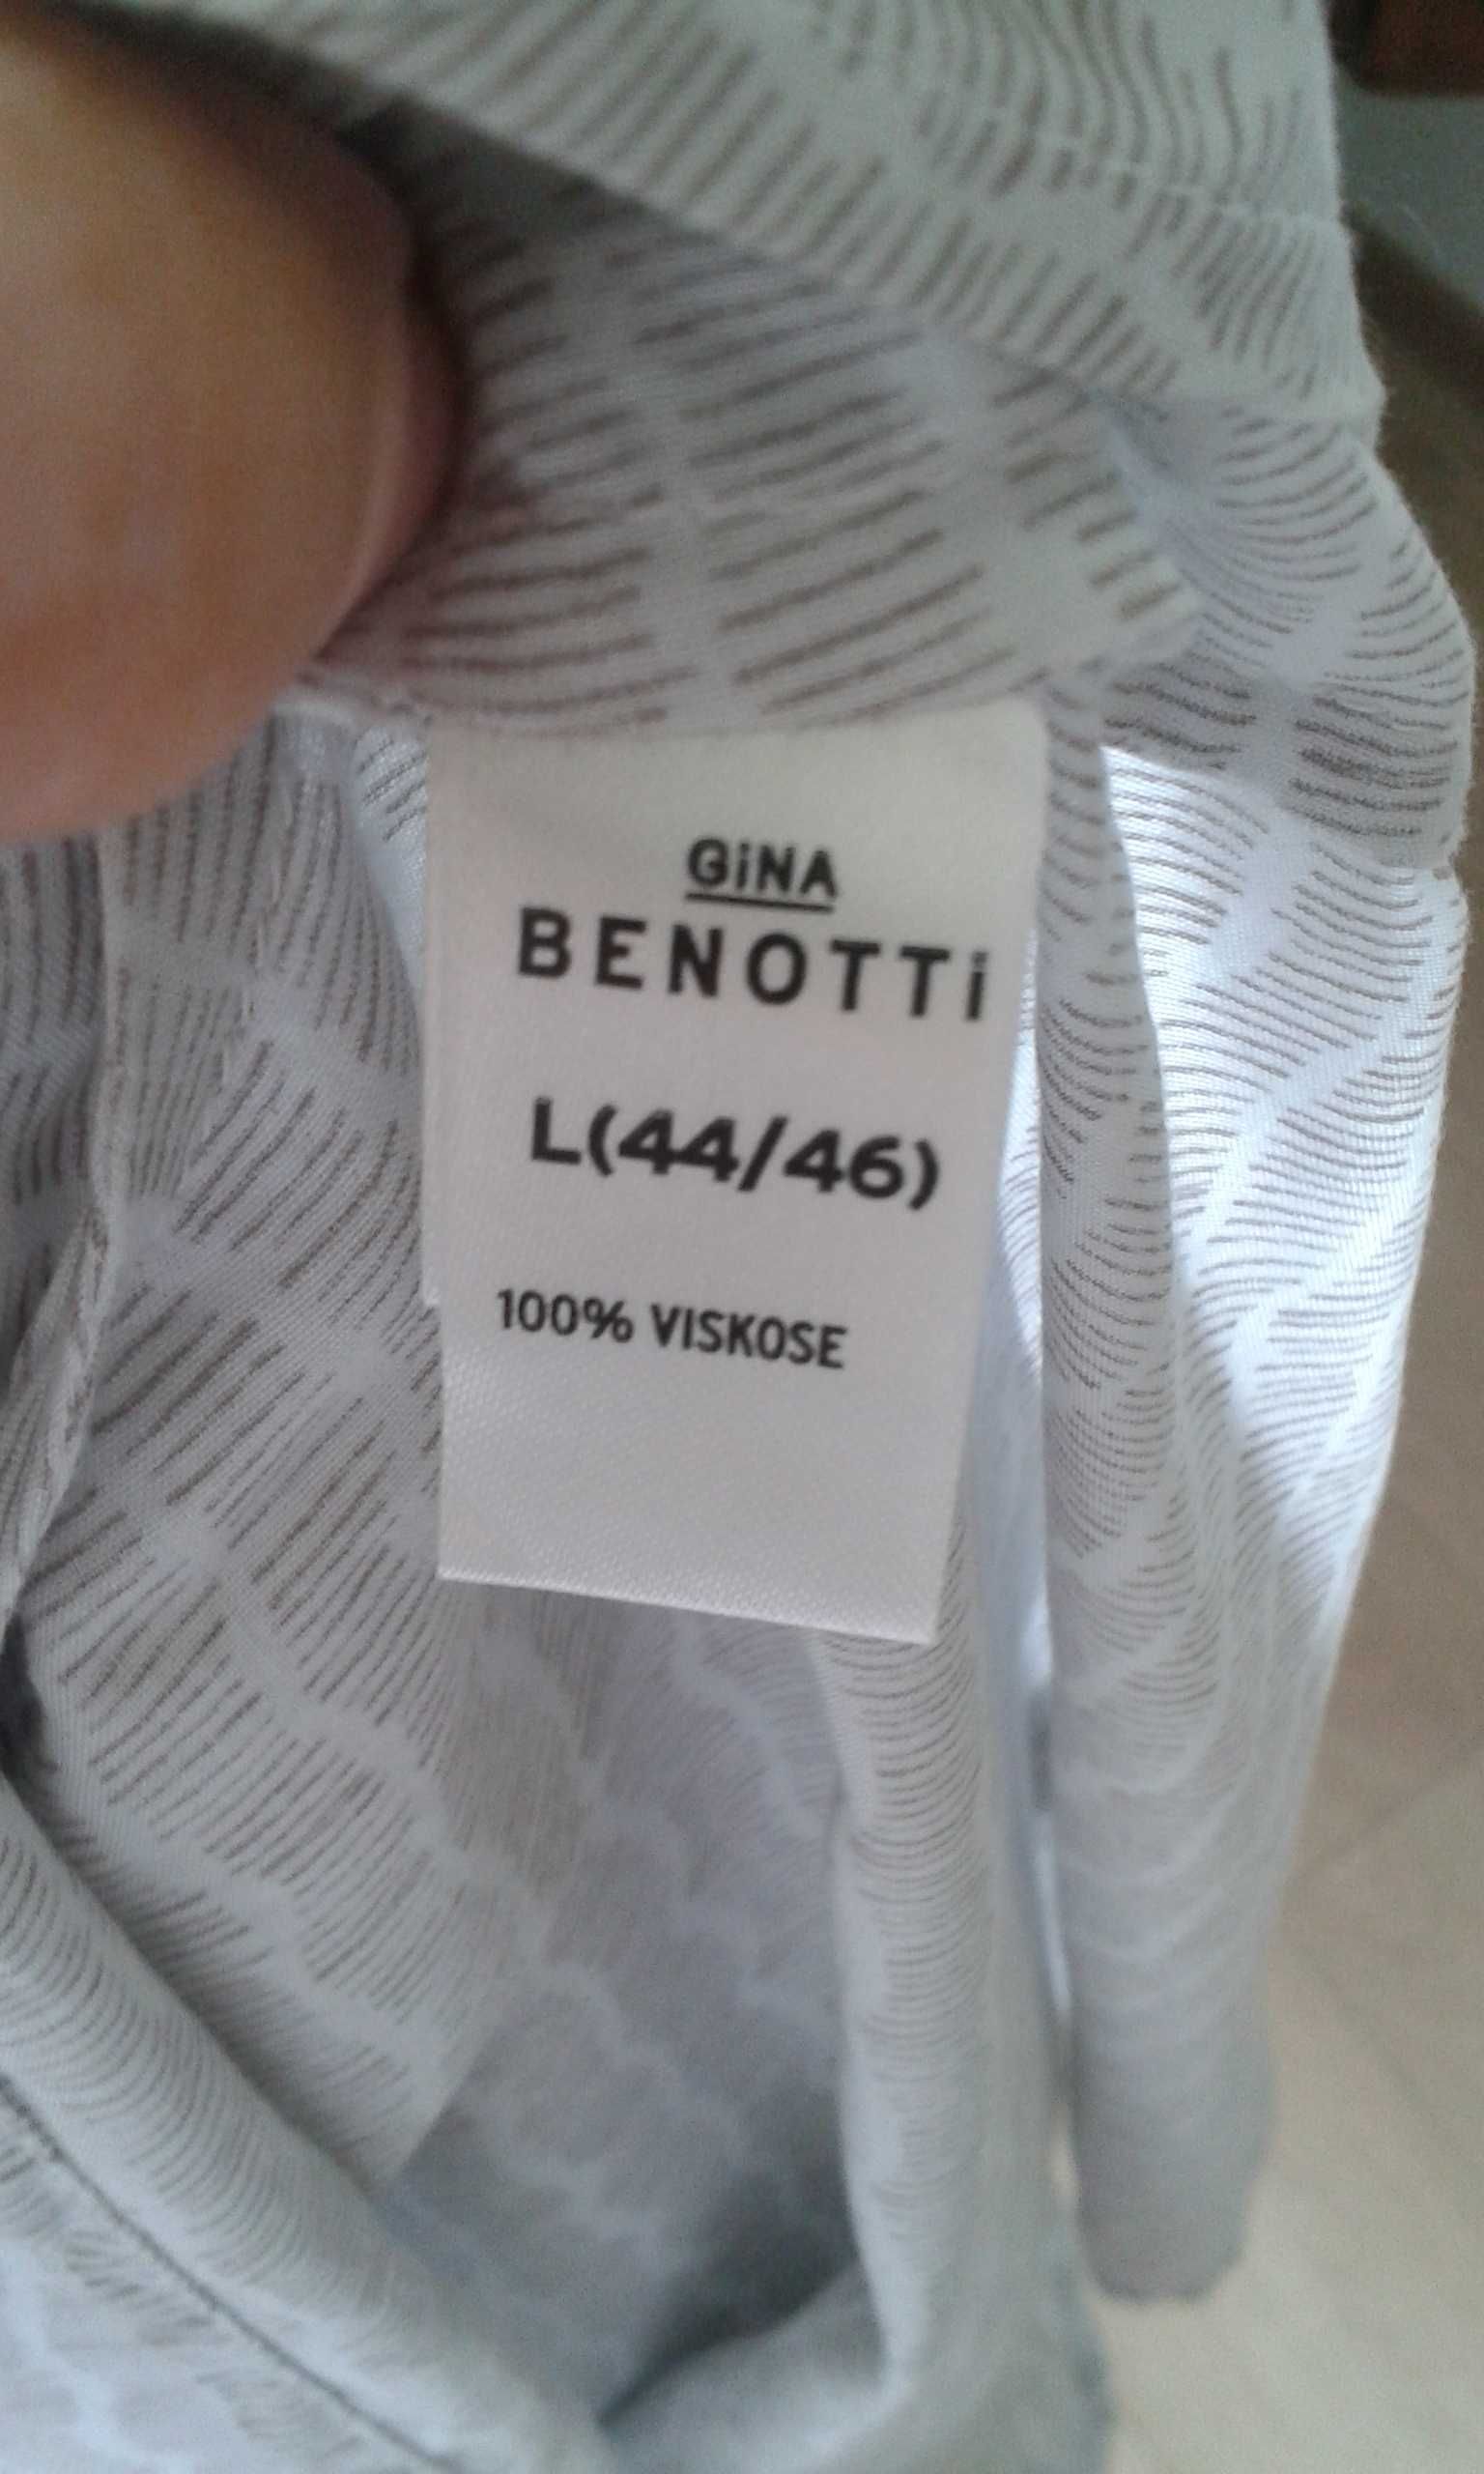 GiNA
BENOTTi
L(44/46)
100% VISKOSE